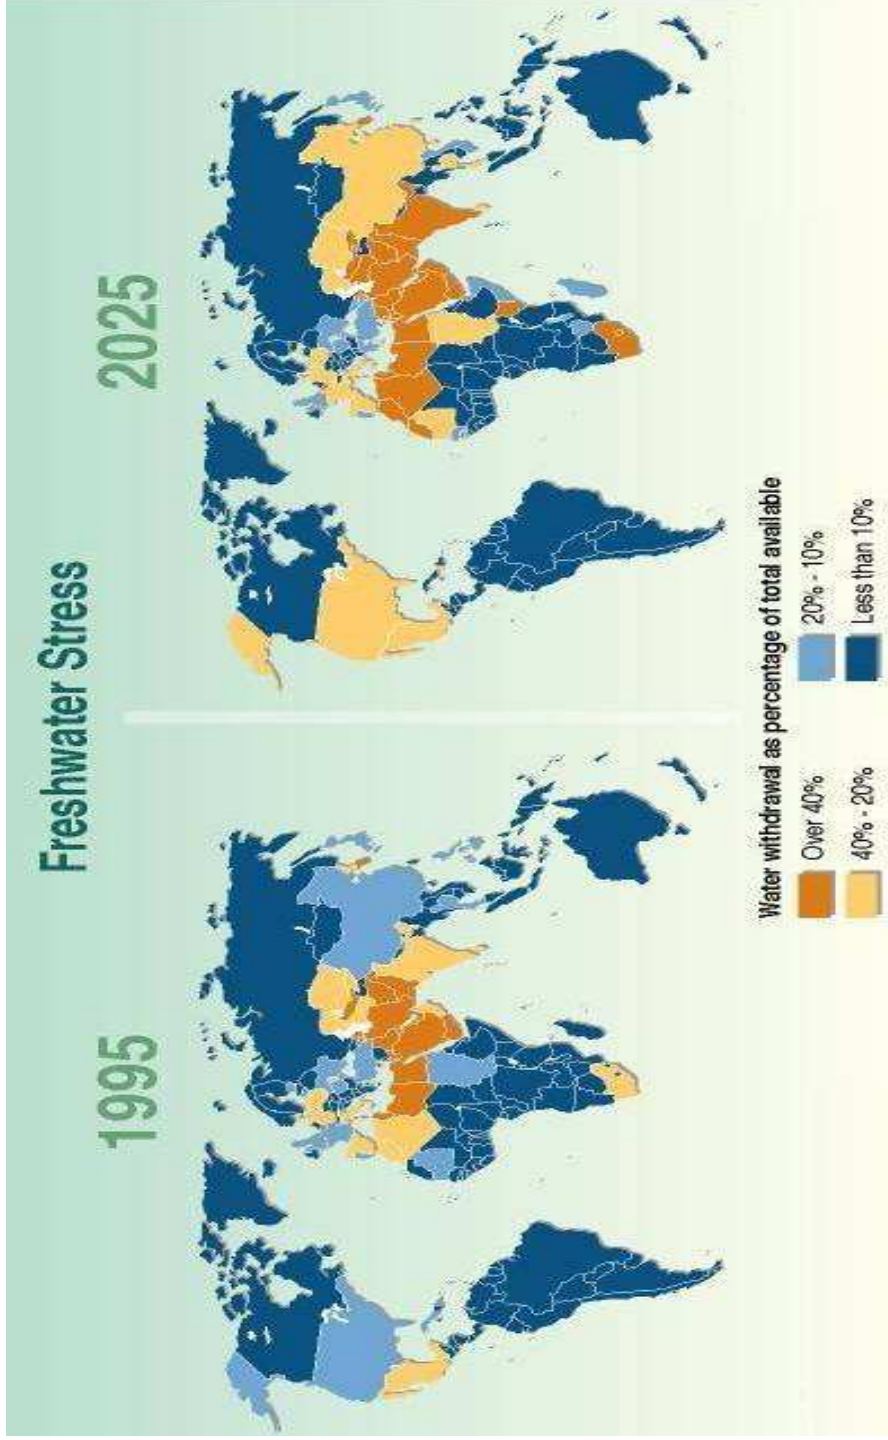 Freshwater Stress
1995
2025
Water withdrawal as percentage of total available
Over 40%
40% - 20%
20% - 10%
Less than 10%